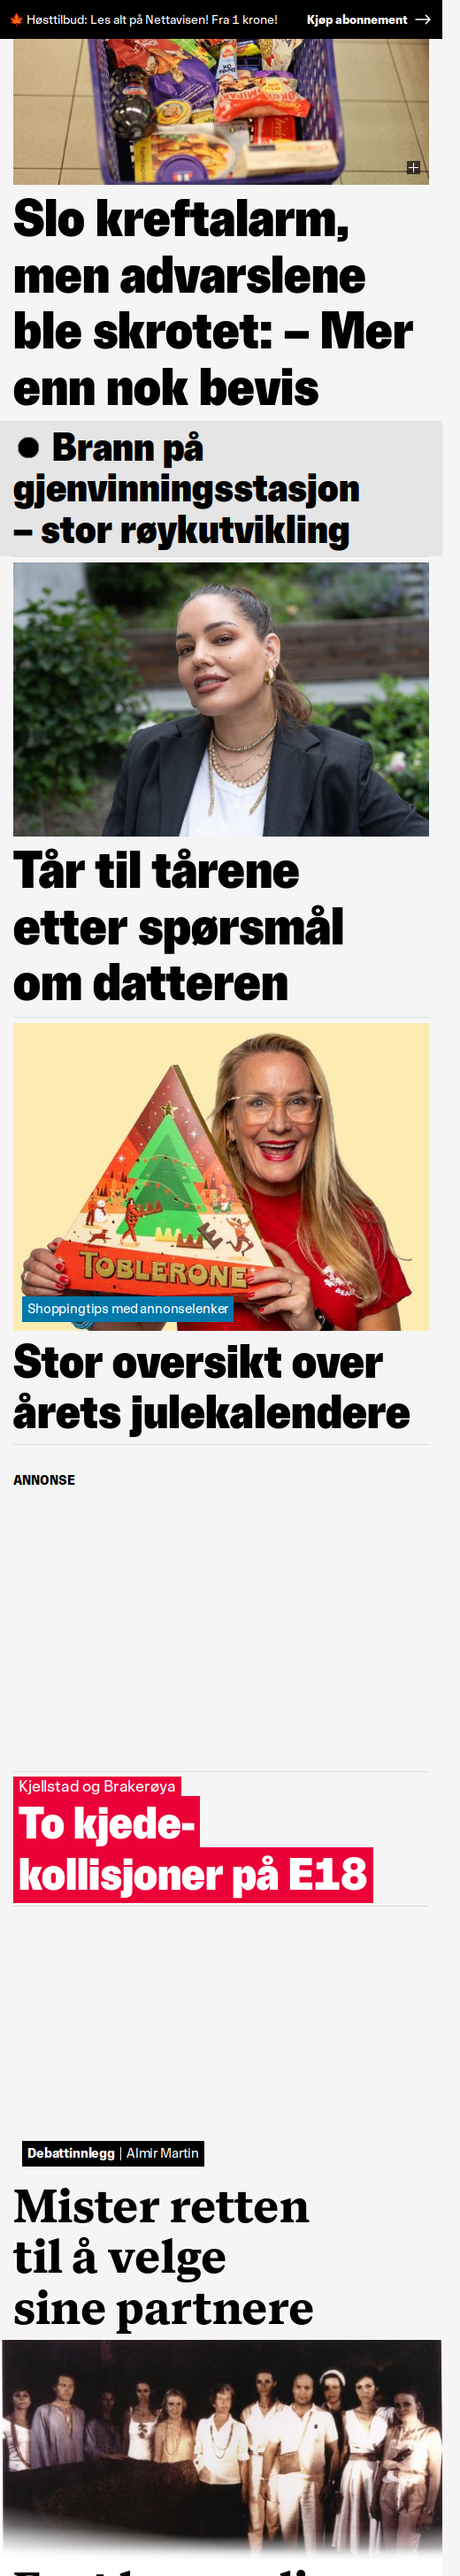 🍁 Høsttilbud: Les alt på Nettavisen! Fra 1 krone! Kjøp abonnement →
Slo kreftalarm,
men advarslene
ble skrotet: – Mer
enn nok bevis
Brann på
gjenvinningsstasjon
– stor røykutvikling
Tår til tårene
etter spørsmål
om datteren
TOBLERONE
Shoppingtips med annonselenker
Stor oversikt over
årets julekalendere
ANNONSE
Kjellstad og Brakerøya
To kjede-
kollisjoner på E18
Debattinnlegg | Almir Martin
Mister retten
til å velge
sine partnere